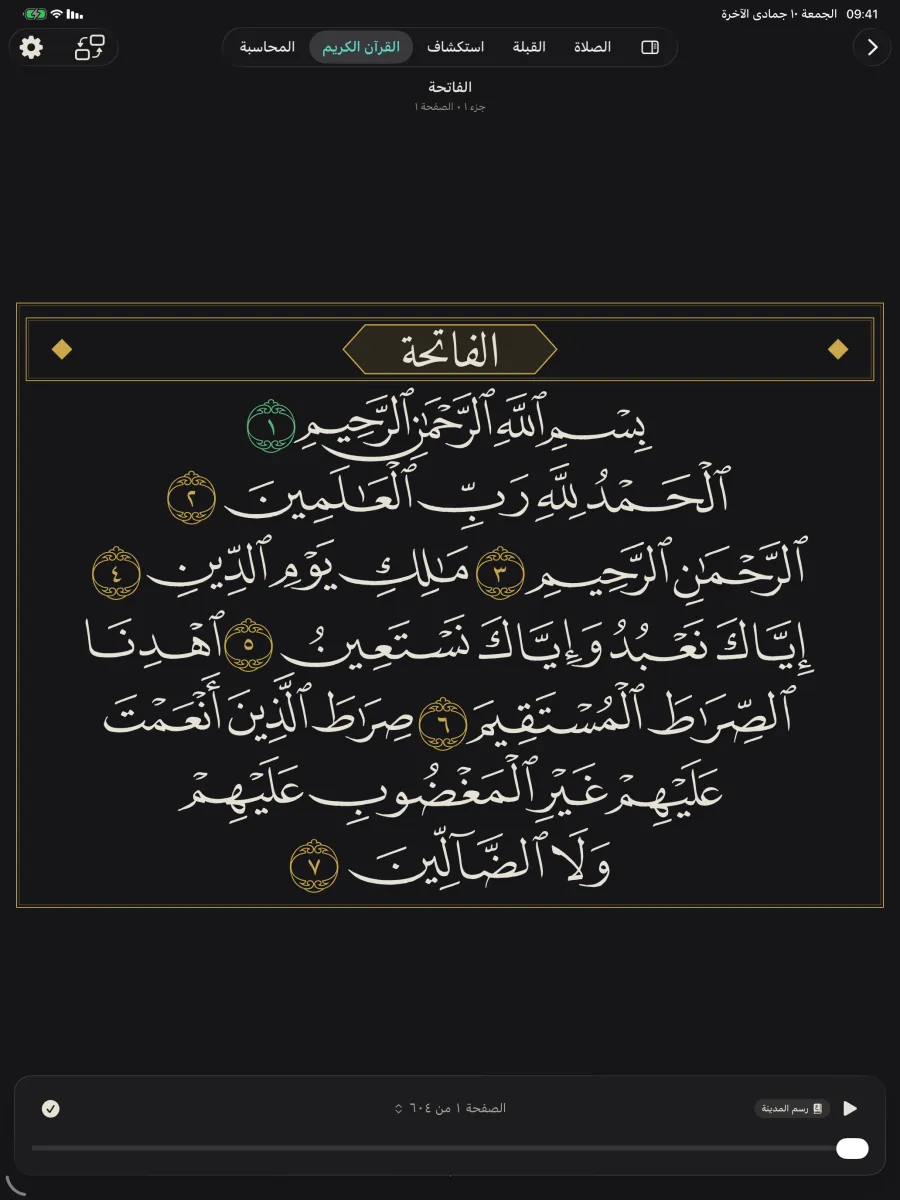 09:41 الجمعة ١٠ جمادى الآخرة
الصلاة القبلة استكشاف القرآن الكريم المحاسبة
الفاتحة
جزء ١ • الصفحة ١
الفاتحة
بِسْمِ ٱللَّهِ ٱلرَّحْمَٰنِ ٱلرَّحِيمِ ١
ٱلْحَمْدُ لِلَّهِ رَبِّ ٱلْعَٰلَمِينَ ٢
ٱلرَّحْمَٰنِ ٱلرَّحِيمِ ٣ مَٰلِكِ يَوْمِ ٱلدِّينِ ٤
إِيَّاكَ نَعْبُدُ وَإِيَّاكَ نَسْتَعِينُ ٥ ٱهْدِنَا
ٱلصِّرَٰطَ ٱلْمُسْتَقِيمَ ٦ صِرَٰطَ ٱلَّذِينَ أَنْعَمْتَ
عَلَيْهِمْ غَيْرِ ٱلْمَغْضُوبِ عَلَيْهِمْ
وَلَا ٱلضَّآلِّينَ ٧
رسم المدينة الصفحة ١ من ٦٠٤